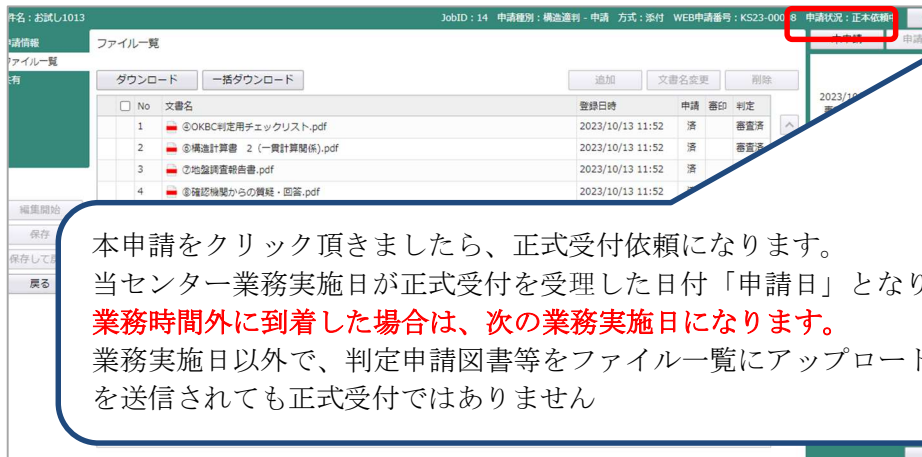 件名：お試し1013 JobID：14 申請種別：構造適判 - 申請 方式：添付 WEB申請番号：KS23-000 8 申請状況：正本依頼中
申請情報
ファイル一覧
ファイル一覧
共有
ダウンロード 一括ダウンロード 追加 文書名変更 削除
No 文書名 登録日時 申請 審印 判定
1 ④OKBC判定用チェックリスト.pdf 2023/10/13 11:52 済 審査済
2 ⑥構造計算書 2（一貫計算関係).pdf 2023/10/13 11:52 済 審査済
3 ⑦地盤調査報告書.pdf 2023/10/13 11:52 済
4 ⑧確認機関からの質疑・回答.pdf 2023/10/13 11:52
本申請 申請
2023/10
編集開始
保存
保存して戻
戻る
本申請をクリック頂きましたら、正式受付依頼になります。
当センター業務実施日が正式受付を受理した日付「申請日」となり
業務時間外に到着した場合は、次の業務実施日になります。
業務実施日以外で、判定申請図書等をファイル一覧にアップロード
を送信されても正式受付ではありません